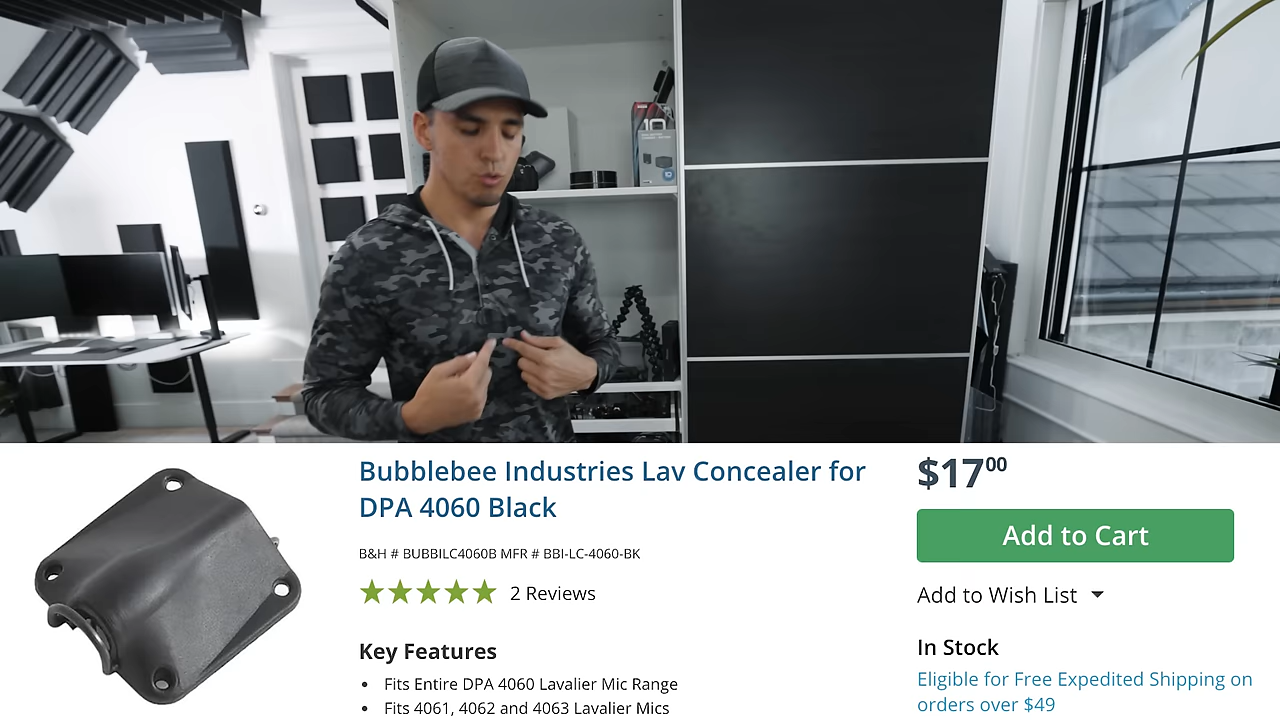 10
Bubblebee Industries Lav Concealer for
DPA 4060 Black
B&H # BUBBILC4060B MFR # BBI-LC-4060-BK
2 Reviews
Key Features
• Fits Entire DPA 4060 Lavalier Mic Range
• Fits 4061, 4062 and 4063 Lavalier Mics
$17⁰⁰
Add to Cart
Add to Wish List
In Stock
Eligible for Free Expedited Shipping on
orders over $49